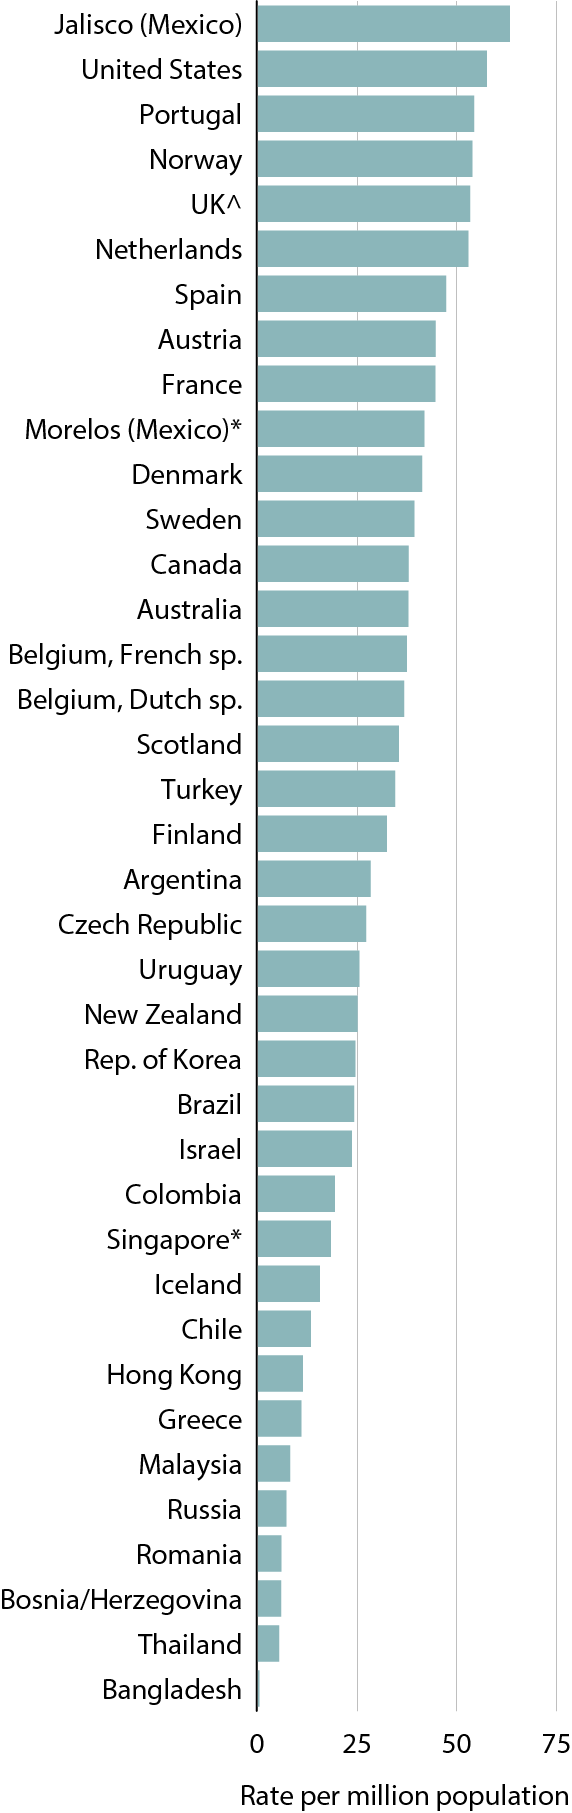 Jalisco (Mexico)
United States
Portugal
Norway
UK^
Netherlands
Spain
Austria
France
Morelos (Mexico)*
Denmark
Sweden
Canada
Australia
Belgium, French sp.
Belgium, Dutch sp.
Scotland
Turkey
Finland
Argentina
Czech Republic
Uruguay
New Zealand
Rep. of Korea
Brazil
Israel
Colombia
Singapore*
Iceland
Chile
Hong Kong
Greece
Malaysia
Russia
Romania
Bosnia/Herzegovina
Thailand
Bangladesh
0 25 50 75
Rate per million population